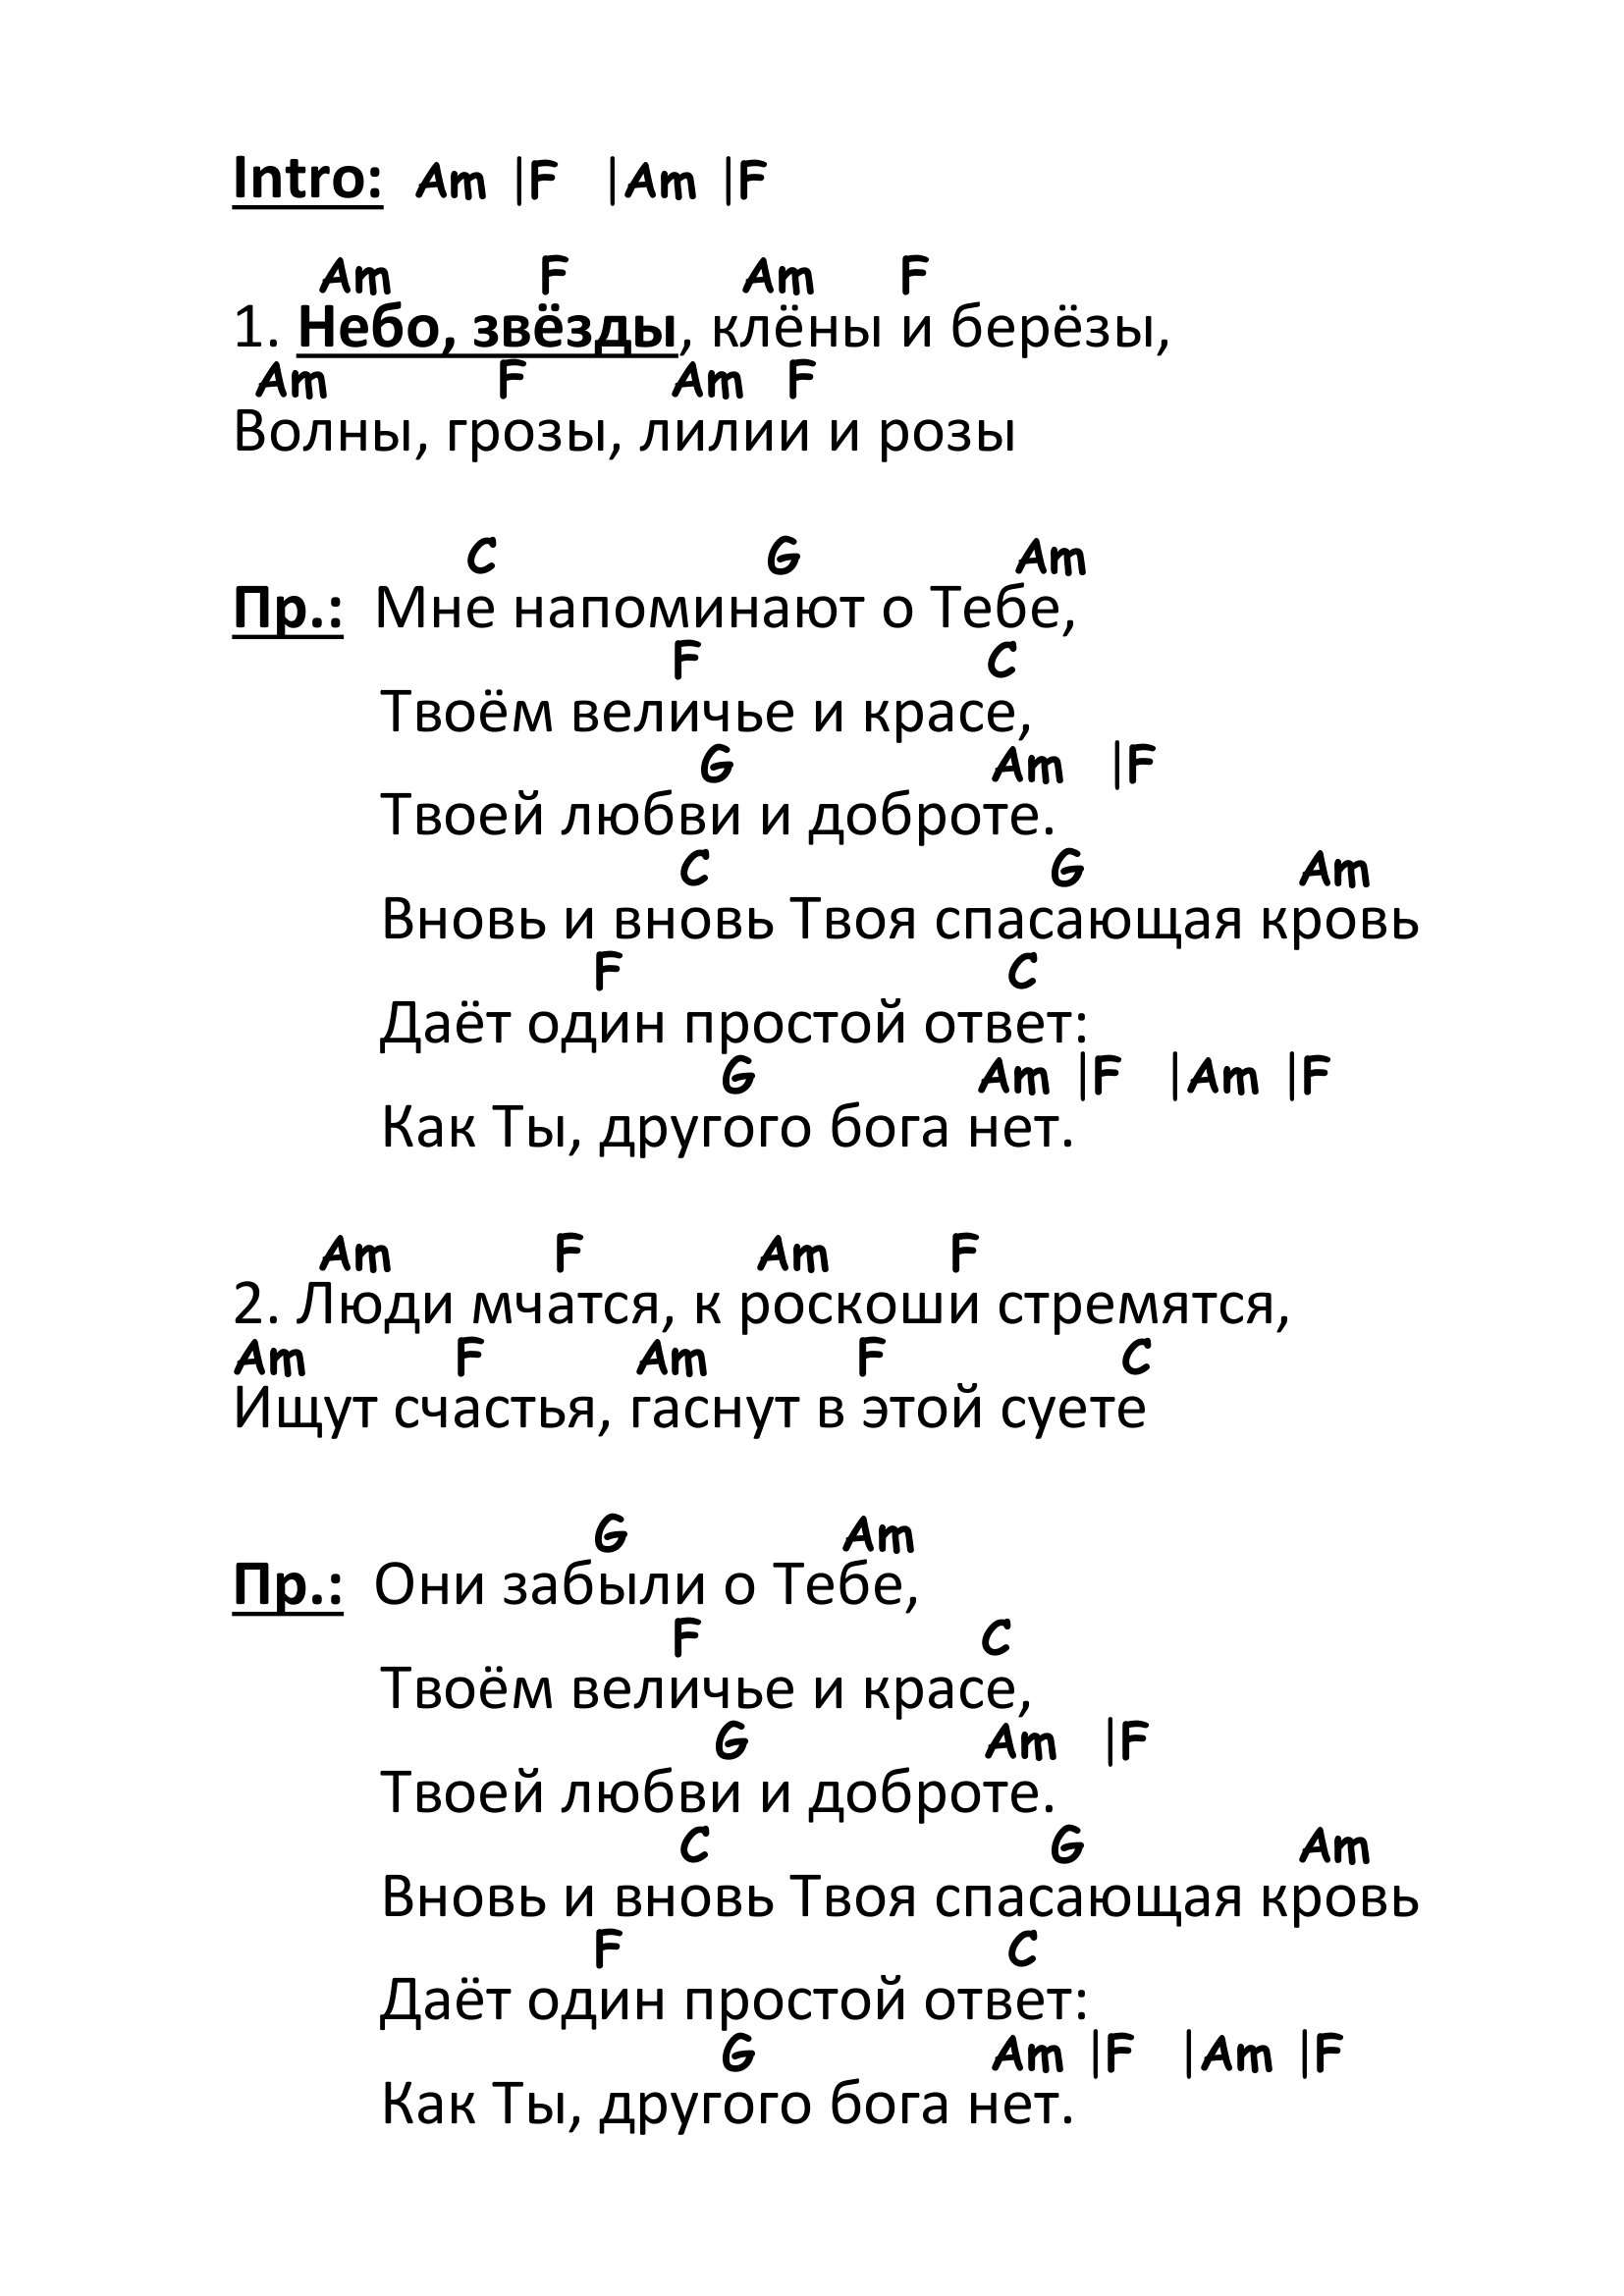 Intro: Am |F |Am |F
Am F Am F
1. Небо, звёзды, клёны и берёзы,
Am F Am F
Волны, грозы, лилии и розы
C G Am
Пр.: Мне напоминают о Тебе,
F C
Твоём величье и красе,
G Am |F
Твоей любви и доброте.
C G Am
Вновь и вновь Твоя спасающая кровь
F C
Даёт один простой ответ:
G Am |F |Am |F
Как Ты, другого бога нет.
Am F Am F
2. Люди мчатся, к роскоши стремятся,
Am F Am F C
Ищут счастья, гаснут в этой суете
G Am
Пр.: Они забыли о Тебе,
F C
Твоём величье и красе,
G Am |F
Твоей любви и доброте.
C G Am
Вновь и вновь Твоя спасающая кровь
F C
Даёт один простой ответ:
G Am |F |Am |F
Как Ты, другого бога нет.